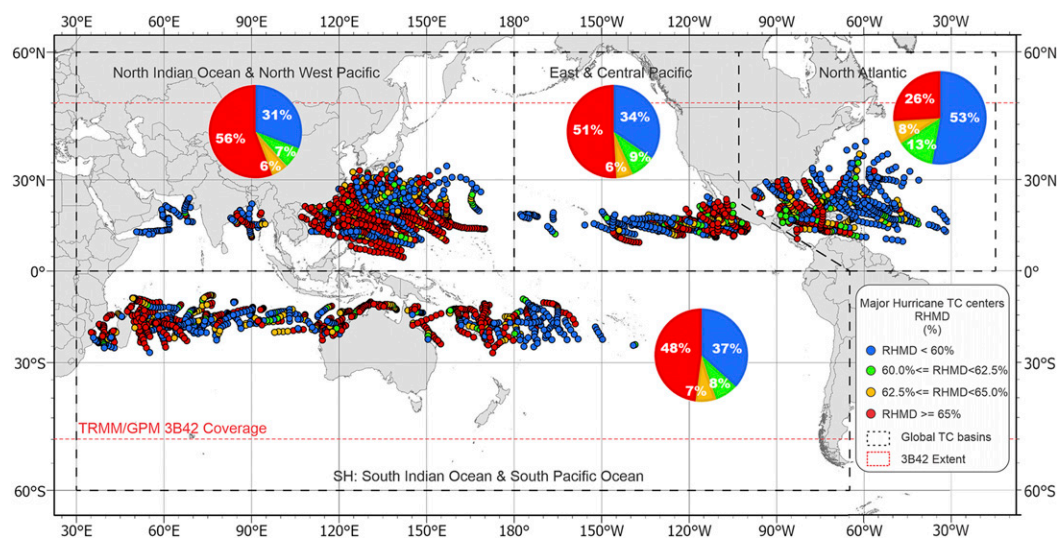 30°E 60°E 90°E 120°E 150°E 180° 150°W 120°W 90°W 60°W 30°W
60°N 60°N
North Indian Ocean & North West Pacific East & Central Pacific North Atlantic
31%
7%
6%
56%
34%
9%
6%
51%
26%
53%
8%
13%
30°N 30°N
0° 0°
Major Hurricane TC centers
RHMD
(%)
RHMD < 60%
60.0%<= RHMD<62.5%
62.5%<= RHMD<65.0%
RHMD >= 65%
Global TC basins
3B42 Extent
48%
37%
7%
8%
30°S 30°S
TRMM/GPM 3B42 Coverage
SH: South Indian Ocean & South Pacific Ocean
60°S 60°S
30°E 60°E 90°E 120°E 150°E 180° 150°W 120°W 90°W 60°W 30°W